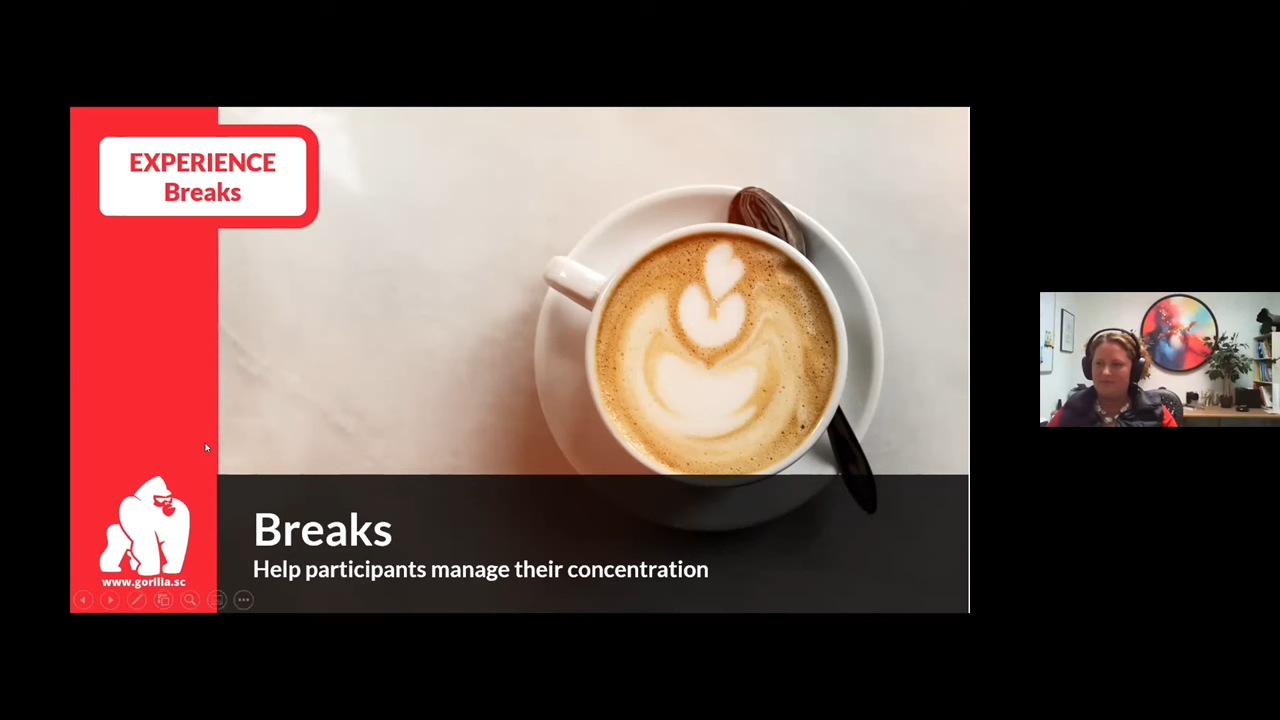 EXPERIENCE
Breaks
Breaks
Help participants manage their concentration
www.gorilla.sc